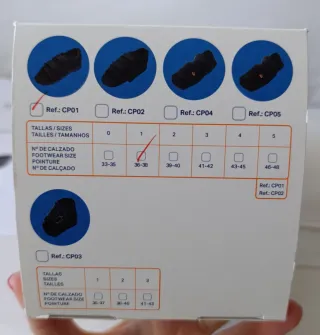 Ref.: CP01 Ref.: CP02 Ref.: CP04 Ref.: CP05
TALLAS / SIZES 0 1 2 3 4 5
TAILLES / TAMANHOS
Nº DE CALZADO
FOOTWEAR SIZE
POINTURE 33-35 36-38 39-40 41-42 43-45 46-48
Nº DE CALÇADO
Ref.: CP01
Ref.: CP02
Ref.: CP03
TALLAS
SIZES 1 2 3
TAILLES
Nº DE CALZADO
FOOTWEAR SIZE
POINTURE